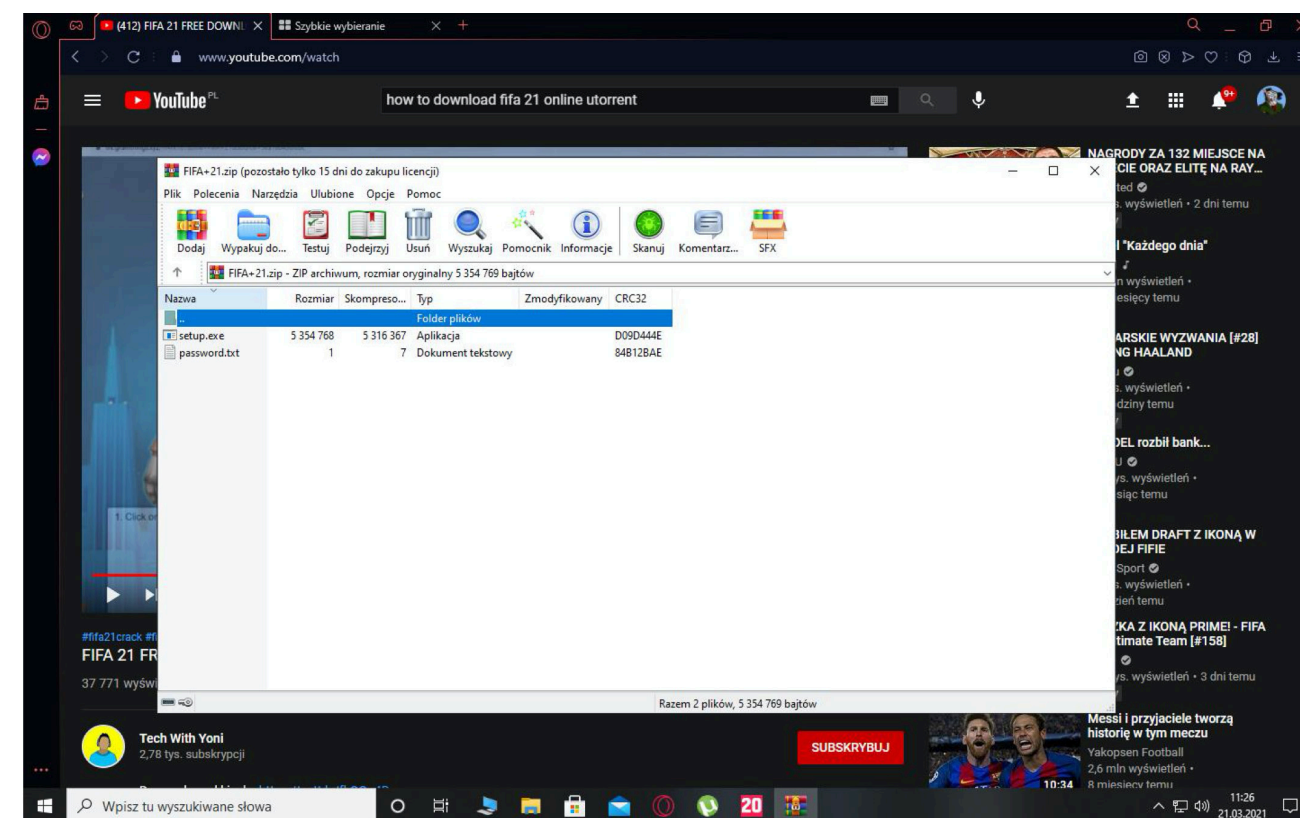 (412) FIFA 21 FREE DOWNL
Szybkie wybieranie
www.youtube.com/watch
YouTube PL
how to download fifa 21 online utorrent
9+
FIFA+21.zip (pozostało tylko 15 dni do zakupu licencji)
Plik Polecenia Narzędzia Ulubione Opcje Pomoc
Dodaj Wypakuj do... Testuj Podejrzyj Usuń Wyszukaj Pomocnik Informacje Skanuj Komentarz... SFX
FIFA+21.zip - ZIP archiwum, rozmiar oryginalny 5 354 769 bajtów
Nazwa Rozmiar Skompreso... Typ Zmodyfikowany CRC32
.. Folder plików
setup.exe 5 354 768 5 316 367 Aplikacja D09D444E
password.txt 1 7 Dokument tekstowy 84B12BAE
Razem 2 plików, 5 354 769 bajtów
1. Click on
#fifa21crack #fi
FIFA 21 FR
37 771 wyświ
Tech With Yoni
2,78 tys. subskrypcji
SUBSKRYBUJ
NAGRODY ZA 132 MIEJSCE NA
CIE ORAZ ELITĘ NA RAY...
ted
s. wyświetleń • 2 dni temu
l "Każdego dnia"
n wyświetleń •
esięcy temu
ARSKIE WYZWANIA [#28]
NG HAALAND
s. wyświetleń •
dziny temu
DEL rozbił bank...
U
ys. wyświetleń •
siąc temu
BIŁEM DRAFT Z IKONĄ W
DEJ FIFIE
Sport
s. wyświetleń •
zień temu
ZKA Z IKONĄ PRIME! - FIFA
timate Team [#158]
ys. wyświetleń • 3 dni temu
Messi i przyjaciele tworzą
historię w tym meczu
Yakopsen Football
2,6 mln wyświetleń •
8 miesięcy temu
10:34
Wpisz tu wyszukiwane słowa
20
11:26
21.03.2021